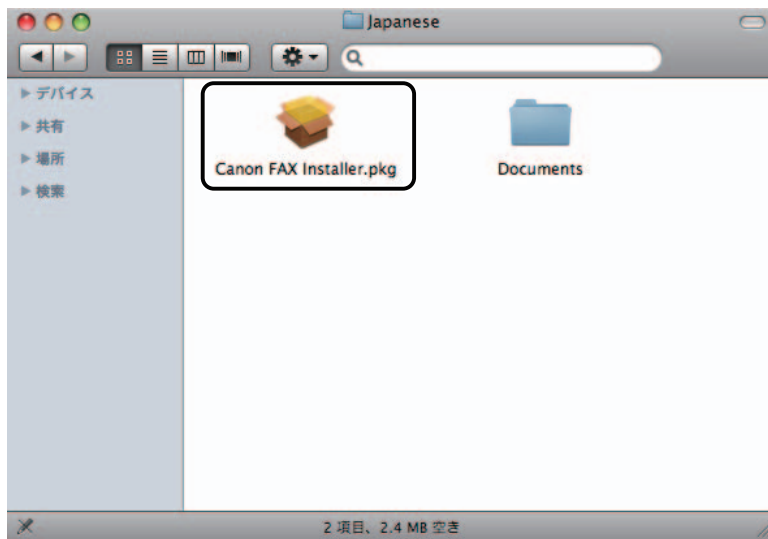 Japanese
デバイス
共有
場所
検索
Canon FAX Installer.pkg
Documents
2 項目、2.4 MB 空き